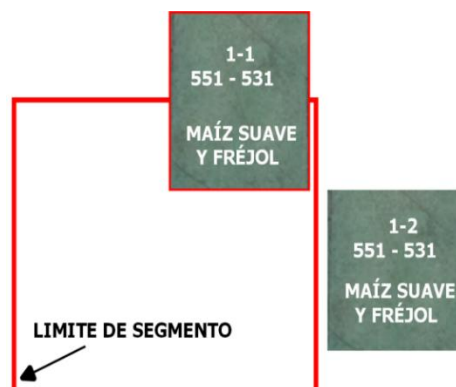 1-1
551 - 531
MAÍZ SUAVE
Y FRÉJOL
1-2
551 - 531
MAÍZ SUAVE
Y FRÉJOL
LIMITE DE SEGMENTO